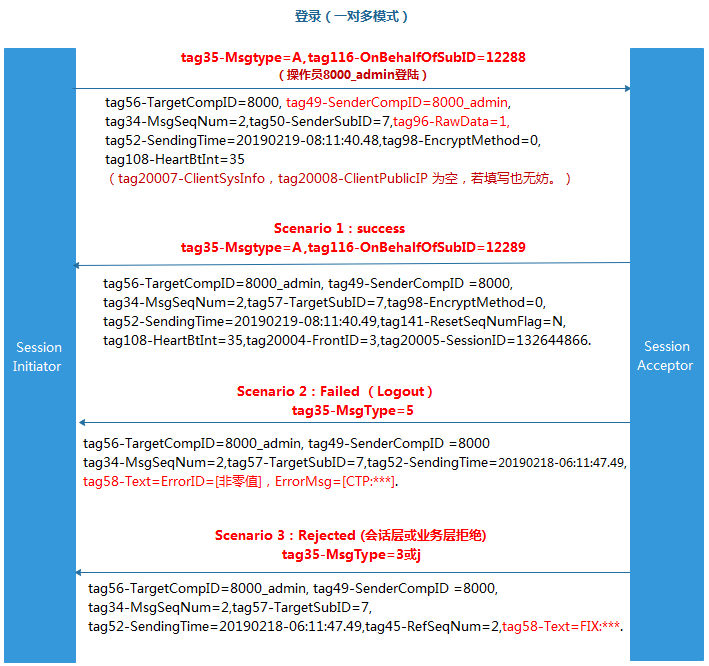 登录（一对多模式）
tag35-Msgtype=A,tag116-OnBehalfOfSubID=12288
（操作员8000_admin登陆）
tag56-TargetCompID=8000, tag49-SenderCompID=8000_admin,
tag34-MsgSeqNum=2,tag50-SenderSubID=7,tag96-RawData=1,
tag52-SendingTime=20190219-08:11:40.48,tag98-EncryptMethod=0,
tag108-HeartBtInt=35
（tag20007-ClientSysInfo，tag20008-ClientPublicIP 为空，若填写也无妨。）
Scenario 1：success
tag35-Msgtype=A,tag116-OnBehalfOfSubID=12289
tag56-TargetCompID=8000_admin, tag49-SenderCompID =8000,
tag34-MsgSeqNum=2,tag57-TargetSubID=7,tag98-EncryptMethod=0,
tag52-SendingTime=20190219-08:11:40.49,tag141-ResetSeqNumFlag=N,
tag108-HeartBtInt=35,tag20004-FrontID=3,tag20005-SessionID=132644866.
Session
Initiator
Session
Acceptor
Scenario 2：Failed （Logout）
tag35-MsgType=5
tag56-TargetCompID=8000_admin, tag49-SenderCompID =8000
tag34-MsgSeqNum=2,tag57-TargetSubID=7,tag52-SendingTime=20190218-06:11:47.49,
tag58-Text=ErrorID=[非零值]，ErrorMsg=[CTP:***].
Scenario 3：Rejected (会话层或业务层拒绝)
tag35-MsgType=3或j
tag56-TargetCompID=8000_admin, tag49-SenderCompID =8000,
tag34-MsgSeqNum=2,tag57-TargetSubID=7,
tag52-SendingTime=20190218-06:11:47.49,tag45-RefSeqNum=2,tag58-Text=FIX:***.